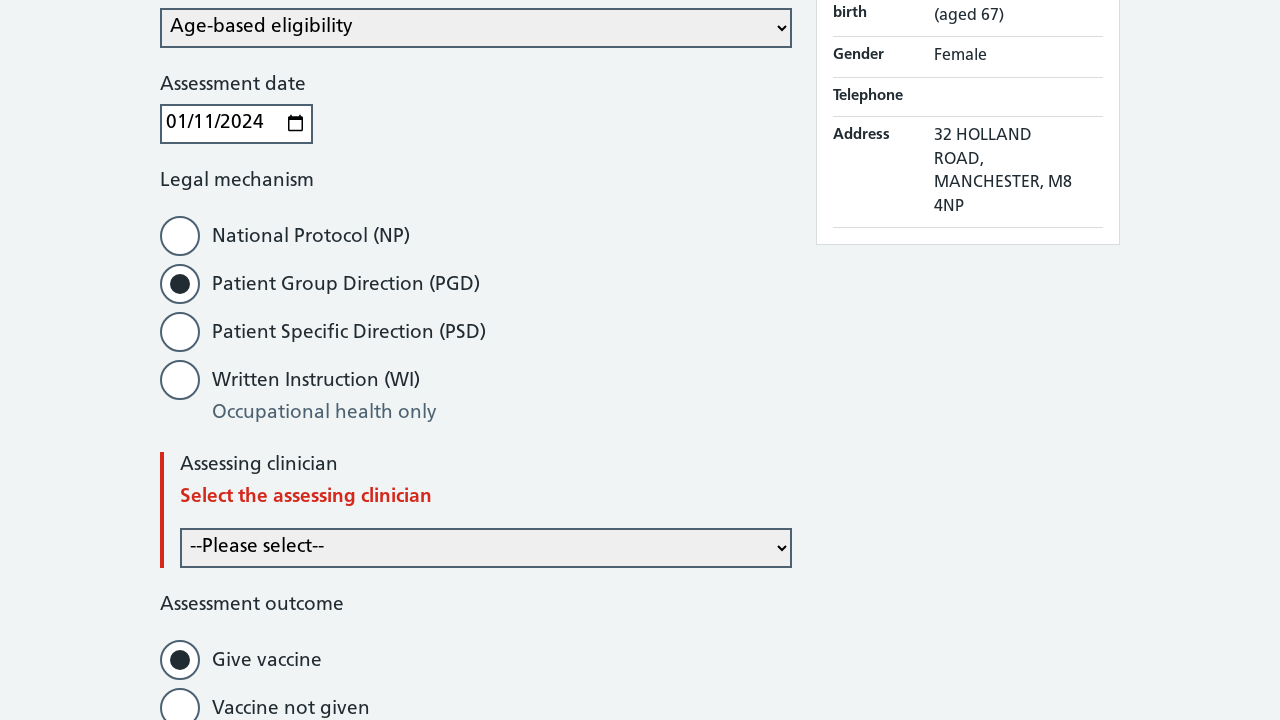 Age-based eligibility
Assessment date
01/11/2024
Legal mechanism
National Protocol (NP)
Patient Group Direction (PGD)
Patient Specific Direction (PSD)
Written Instruction (WI)
Occupational health only
Assessing clinician
Select the assessing clinician
--Please select--
Assessment outcome
Give vaccine
Vaccine not given
birth
(aged 67)
Gender
Female
Telephone
Address
32 HOLLAND
ROAD,
MANCHESTER, M8
4NP